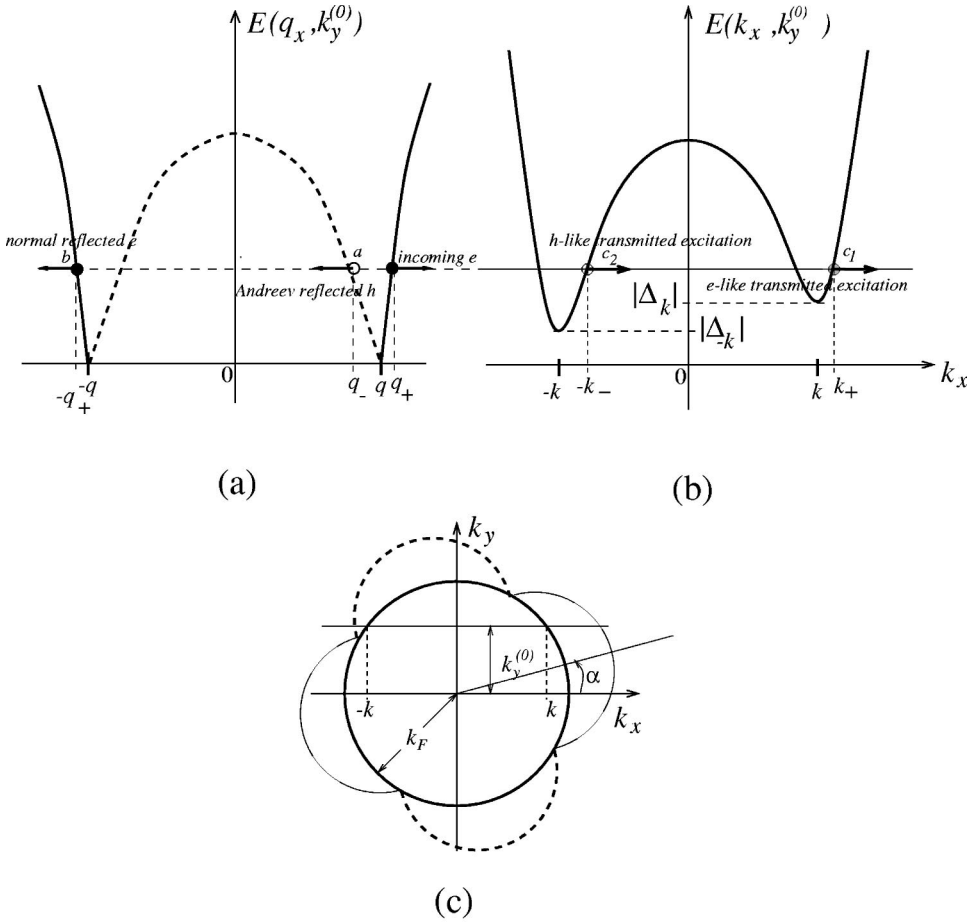 E(q_x ,k_y^(0))
normal reflected e
b
a
incoming e
Andreev reflected h
0
-q
-q_+
q_-
q
q_+
(a)
E(k_x ,k_y^(0))
h-like transmitted excitation
c_2
c_1
e-like transmitted excitation
|Δ_k|
|Δ_-k|
0
-k
-k_-
k
k_+
k_x
(b)
k_y
k_y^(0)
α
-k
k
k_x
k_F
(c)